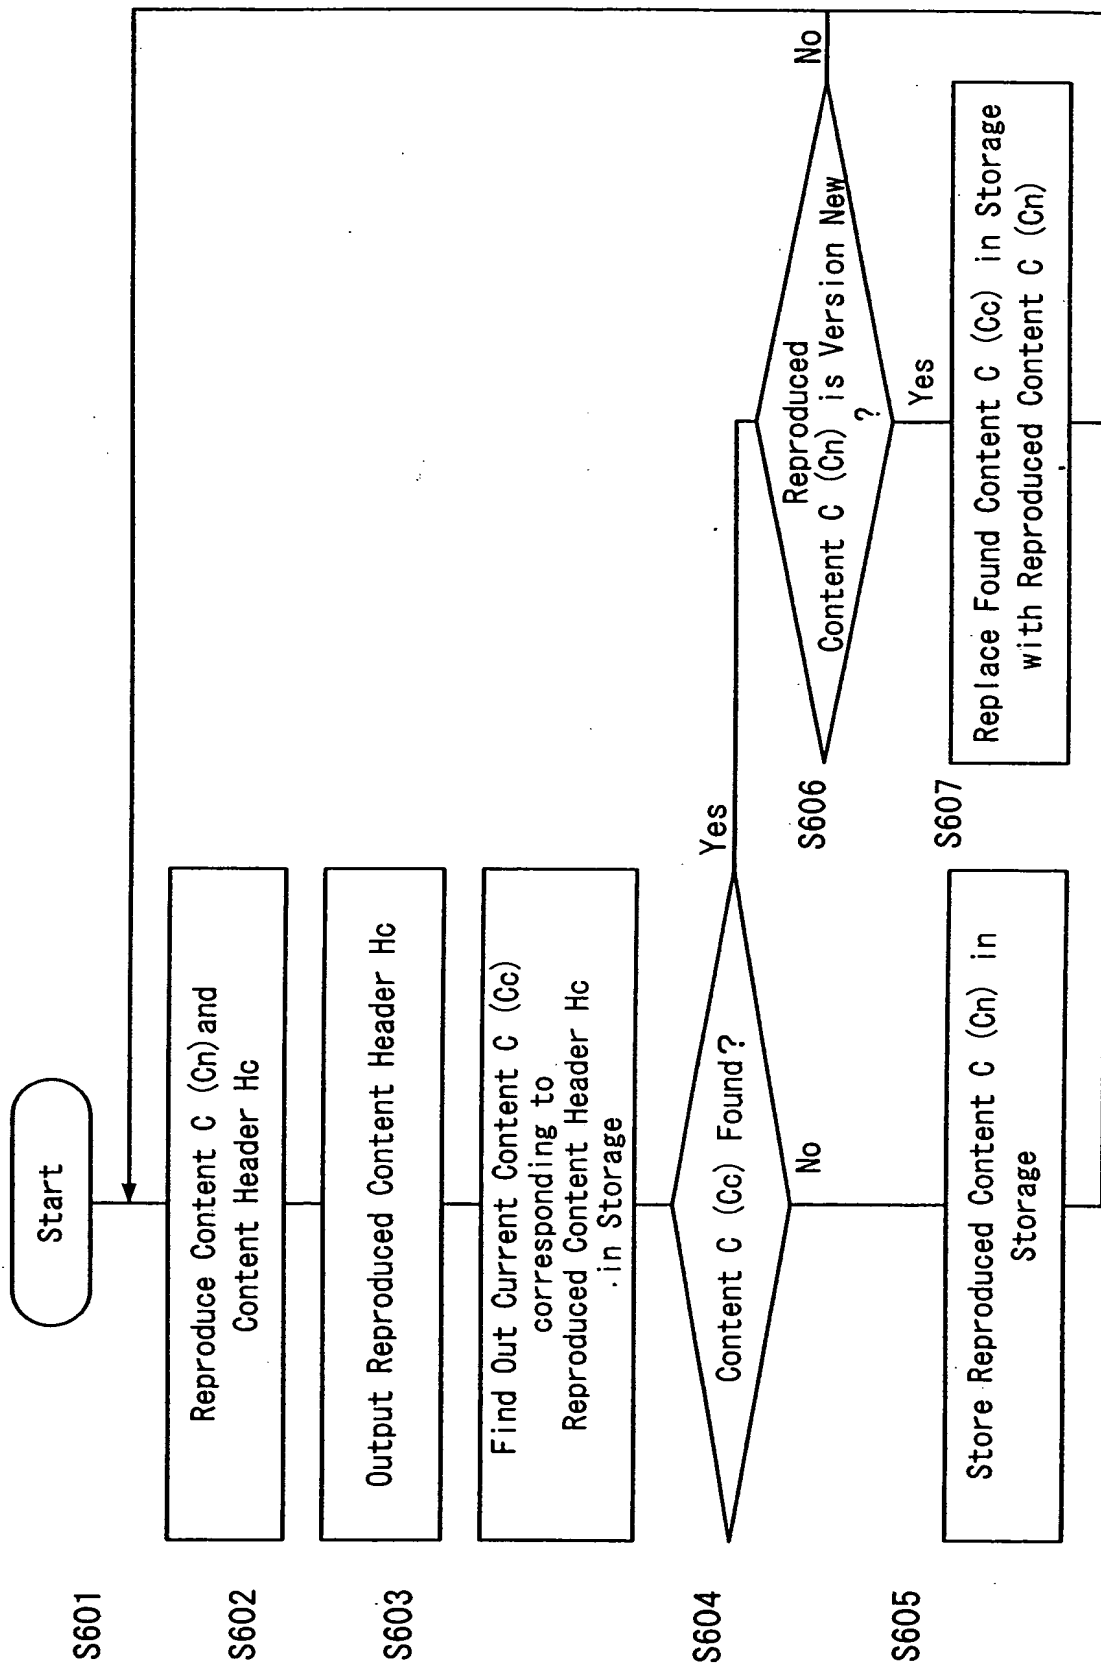 S601
Start
S602
Reproduce Content C (Cn) and
Content Header Hc
S603
Output Reproduced Content Header Hc
Find Out Current Content C (Cc)
corresponding to
Reproduced Content Header Hc
in Storage
S604
Content C (Cc) Found?
Yes
No
S605
Store Reproduced Content C (Cn) in
Storage
S606
Reproduced
Content C (Cn) is Version New
?
No
Yes
S607
Replace Found Content C (Cc) in Storage
with Reproduced Content C (Cn)